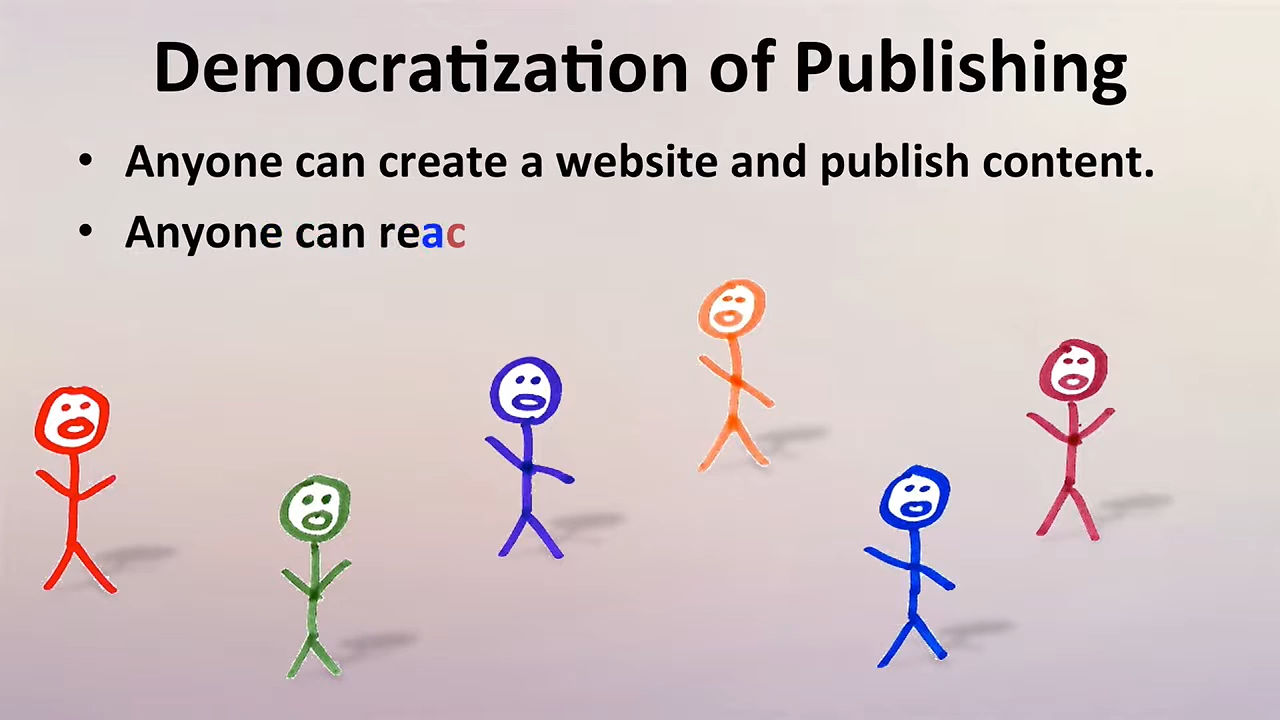 Democratization of Publishing
• Anyone can create a website and publish content.
• Anyone can reac